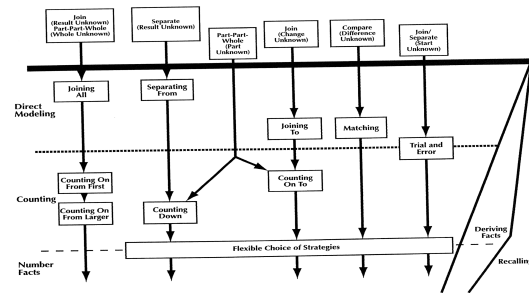 Join
(Result Unknown)
Part-Part-Whole
(Whole Unknown)
Separate
(Result Unknown)
Part-Part-
Whole
(Part
Unknown)
Join
(Change
Unknown)
Compare
(Difference
Unknown)
Join/
Separate
(Start
Unknown)
Direct
Modeling
Joining
All
Separating
From
Joining
To
Matching
Trial and
Error
Counting
Counting On
From First
Counting On
From Larger
Counting
Down
Counting
On To
Number
Facts
Flexible Choice of Strategies
Deriving
Facts
Recalling